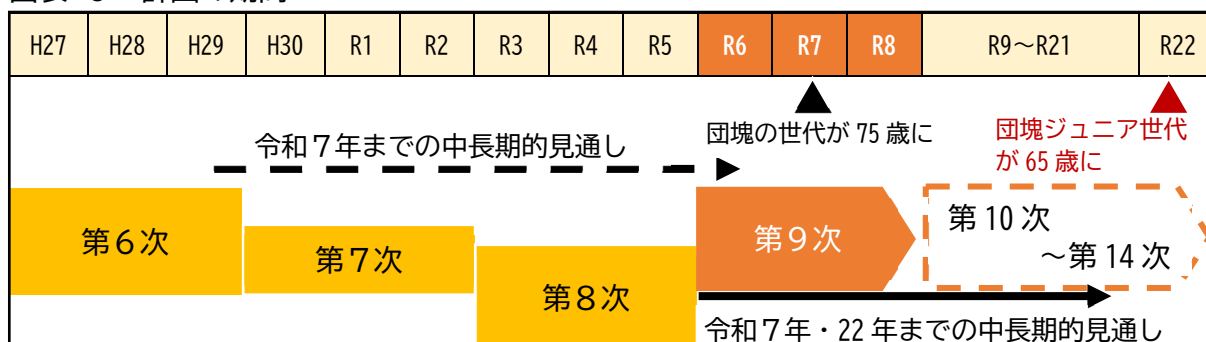 H27 H28 H29 H30 R1 R2 R3 R4 R5 R6 R7 R8 R9～R21 R22
令和７年までの中長期的見通し
団塊の世代が 75 歳に
団塊ジュニア世代
が 65 歳に
第６次
第７次
第８次
第９次
第 10 次
～第 14 次
令和７年・22 年までの中長期的見通し